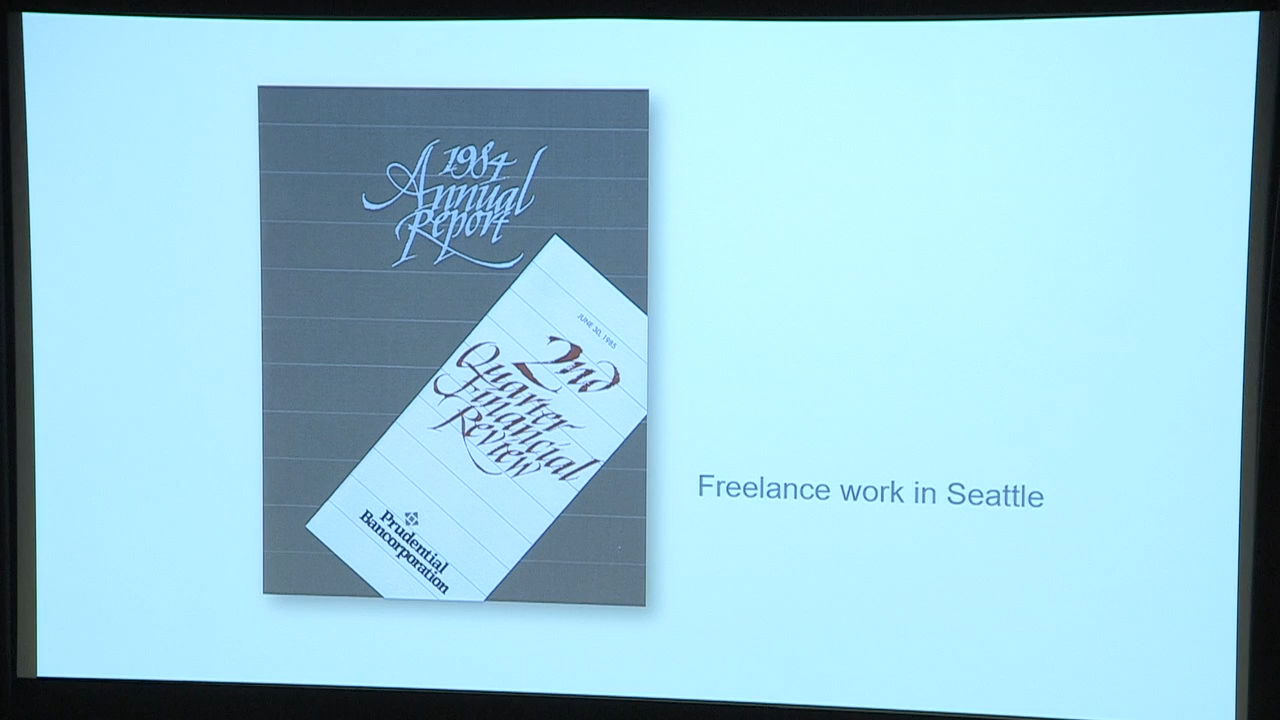 1984
Annual
Report
JUNE 30, 1985
2nd
Quarter
Financial
Review
Prudential
Bancorporation
Freelance work in Seattle